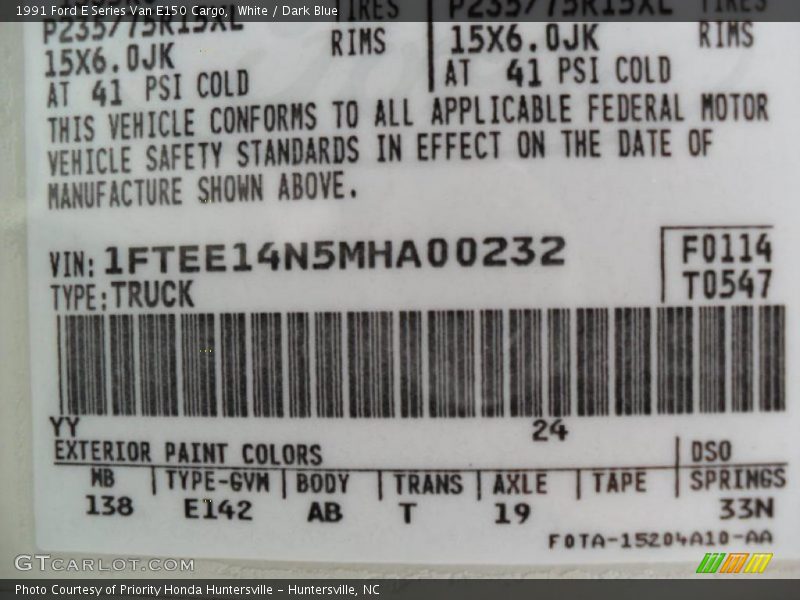 1991 Ford E Series Van E150 Cargo, White / Dark Blue
TIRES P235/75R15XL TIRES
P235/75R15XL
15X6.0JK RIMS 15X6.0JK RIMS
AT 41 PSI COLD AT 41 PSI COLD
THIS VEHICLE CONFORMS TO ALL APPLICABLE FEDERAL MOTOR
VEHICLE SAFETY STANDARDS IN EFFECT ON THE DATE OF
MANUFACTURE SHOWN ABOVE.
VIN: 1FTEE14N5MHA00232 F0114
TYPE: TRUCK T0547
YY 24
EXTERIOR PAINT COLORS DSO
WB TYPE-GVM BODY TRANS AXLE TAPE SPRINGS
138 E142 AB T 19 33N
F0TA-15204A10-AA
GTCARLOT.COM
Photo Courtesy of Priority Honda Huntersville – Huntersville, NC